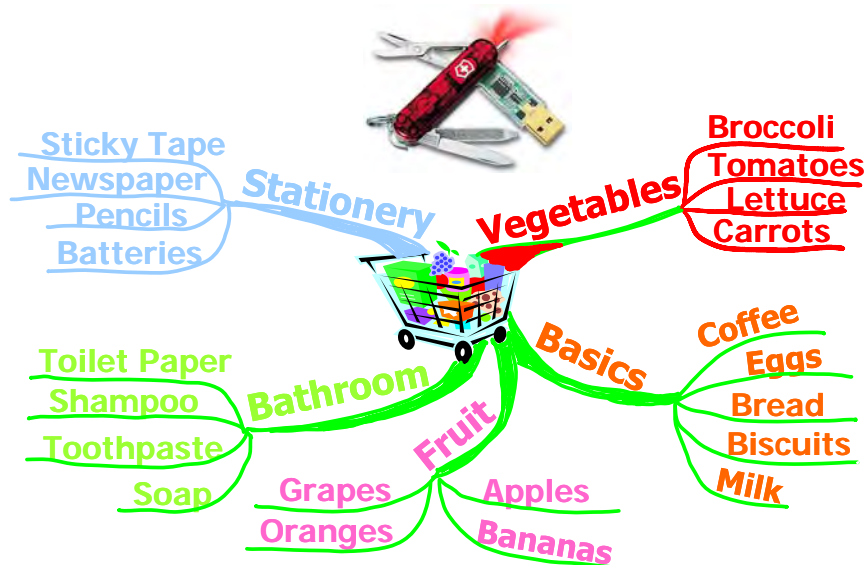 Stationery
Sticky Tape
Newspaper
Pencils
Batteries
Vegetables
Broccoli
Tomatoes
Lettuce
Carrots
Basics
Coffee
Eggs
Bread
Biscuits
Milk
Fruit
Grapes
Oranges
Apples
Bananas
Bathroom
Toilet Paper
Shampoo
Toothpaste
Soap